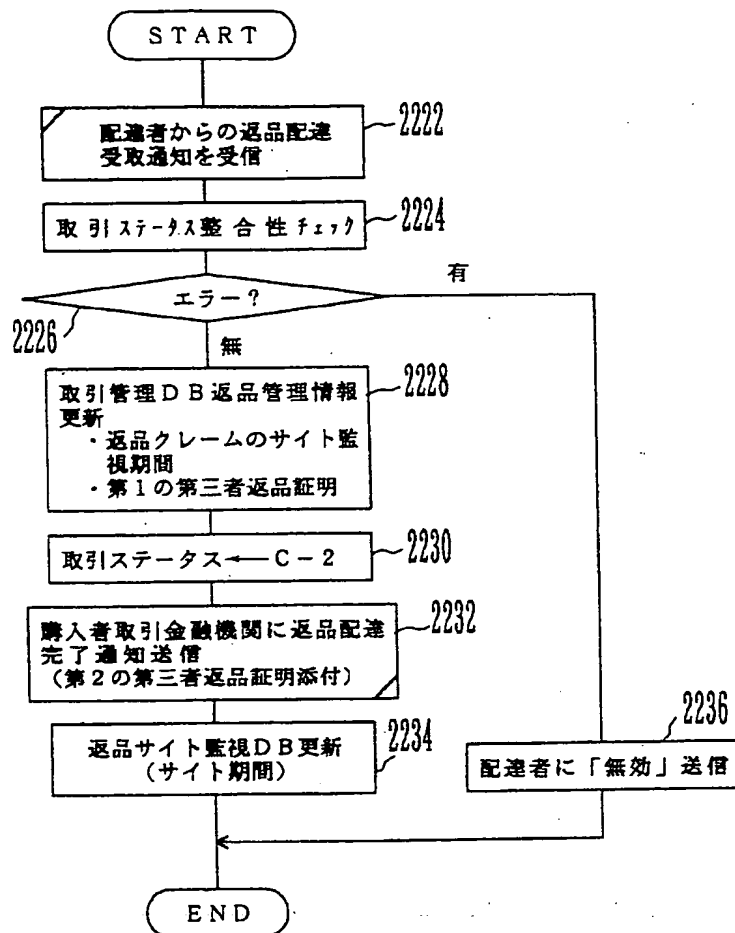 START
配達者からの返品配達
受取通知を受信
2222
取引ステータス整合性チェック
2224
エラー?
有
2226
無
取引管理DB返品管理情報
更新
・返品クレームのサイト監
視期間
・第1の第三者返品証明
2228
取引ステータス←C-2
2230
購入者取引金融機関に返品配達
完了通知送信
(第2の第三者返品証明添付)
2232
返品サイト監視DB更新
(サイト期間)
2234
2236
配達者に「無効」送信
END